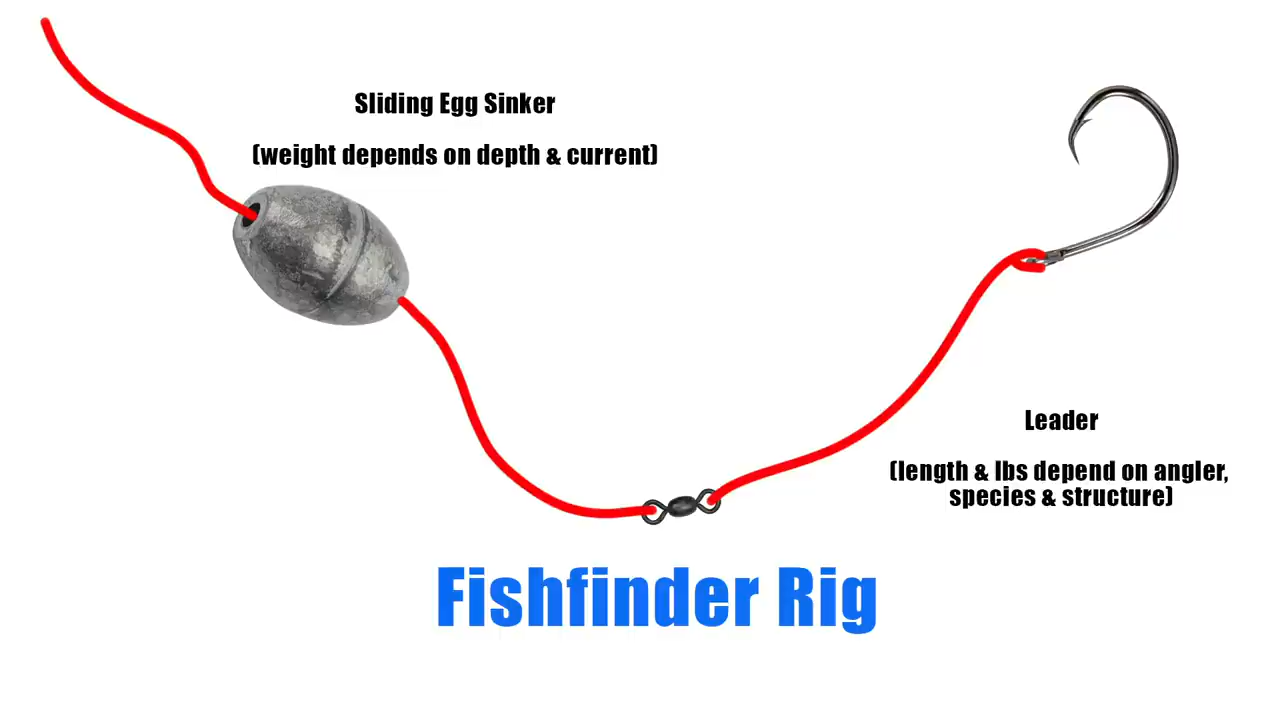 Sliding Egg Sinker
(weight depends on depth & current)
Leader
(length & lbs depend on angler,
species & structure)
Fishfinder Rig